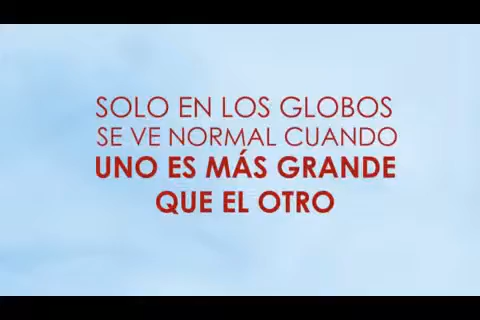 SOLO EN LOS GLOBOS
SE VE NORMAL CUANDO
UNO ES MÁS GRANDE
QUE EL OTRO